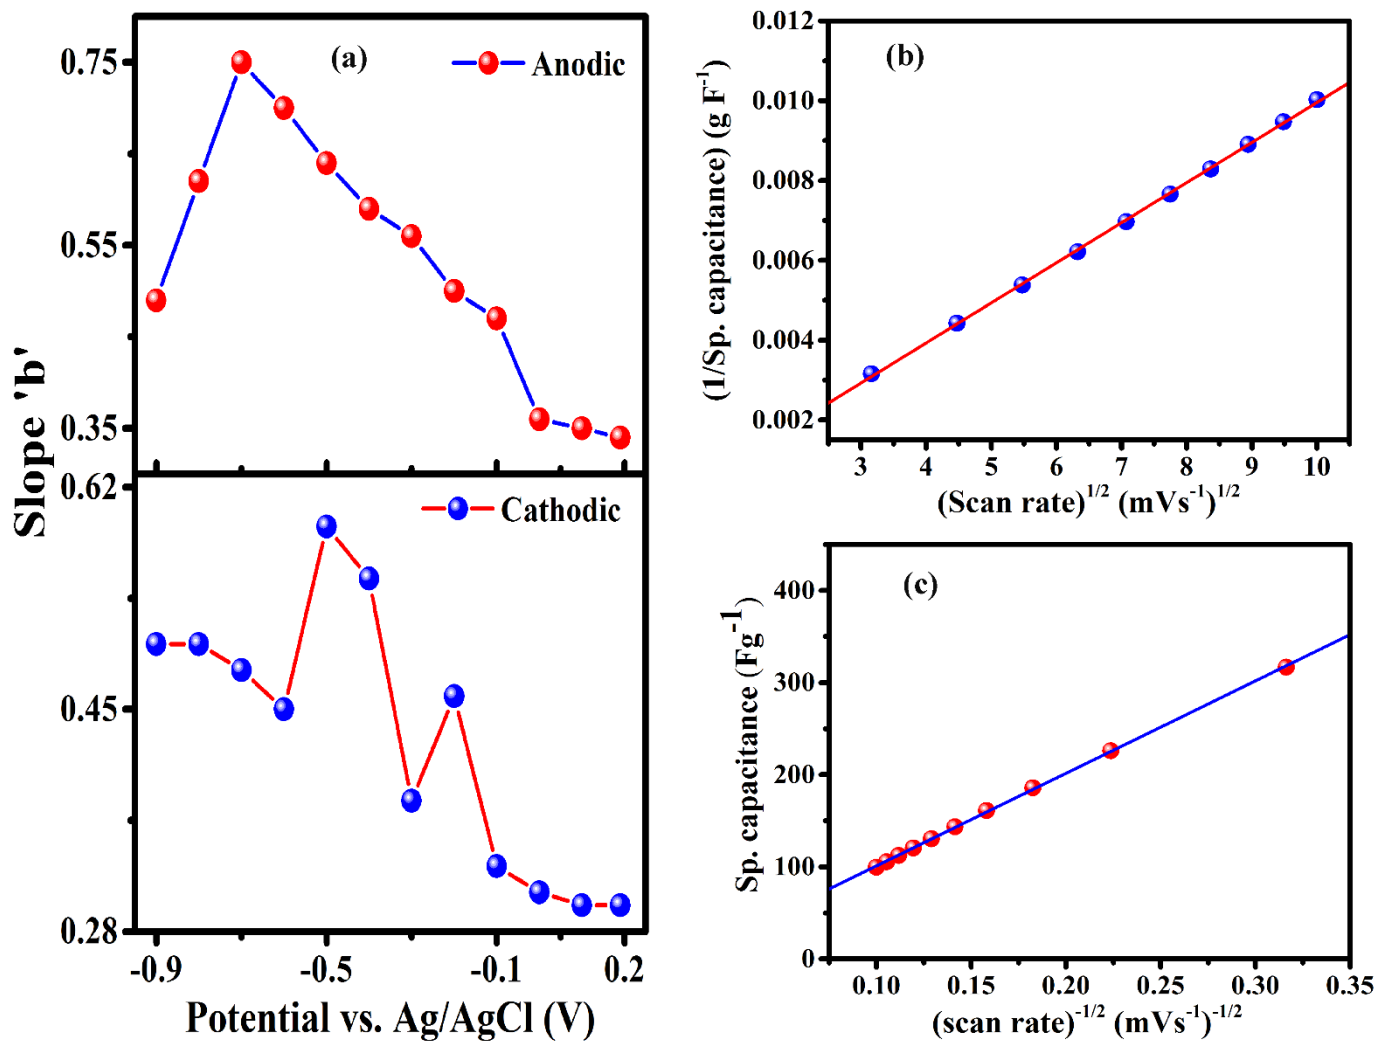 (a)
Anodic
0.75
0.55
0.35
Slope 'b'
Cathodic
0.62
0.45
0.28
-0.9 -0.5 -0.1 0.2
Potential vs. Ag/AgCl (V)
(b)
(1/Sp. capacitance) (g F⁻¹)
0.012
0.010
0.008
0.006
0.004
0.002
3 4 5 6 7 8 9 10
(Scan rate)¹/² (mVs⁻¹)¹/²
(c)
Sp. capacitance (Fg⁻¹)
400
300
200
100
0
0.10 0.15 0.20 0.25 0.30 0.35
(scan rate)⁻¹/² (mVs⁻¹)⁻¹/²